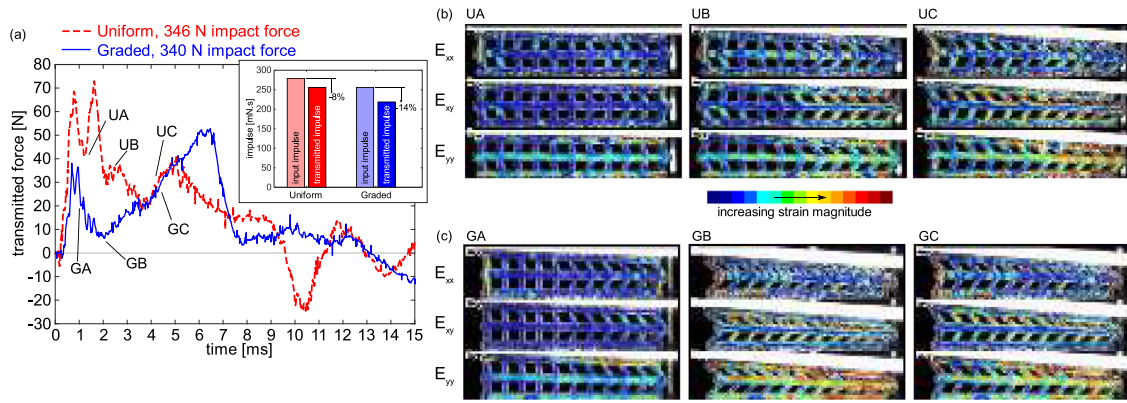 (a)
Uniform, 346 N impact force
Graded, 340 N impact force
transmitted force [N]
80
70
60
50
40
30
20
10
0
-10
-20
-30
0 1 2 3 4 5 6 7 8 9 10 11 12 13 14 15
time [ms]
UA
UB
UC
GA
GB
GC
impulse [mN.s]
300
250
200
150
100
50
0
input impulse
transmitted impulse
-8%
input impulse
transmitted impulse
-14%
Uniform Graded
(b) UA UB UC
Exx
Exy
Eyy
increasing strain magnitude
(c) GA GB GC
Exx
Exy
Eyy